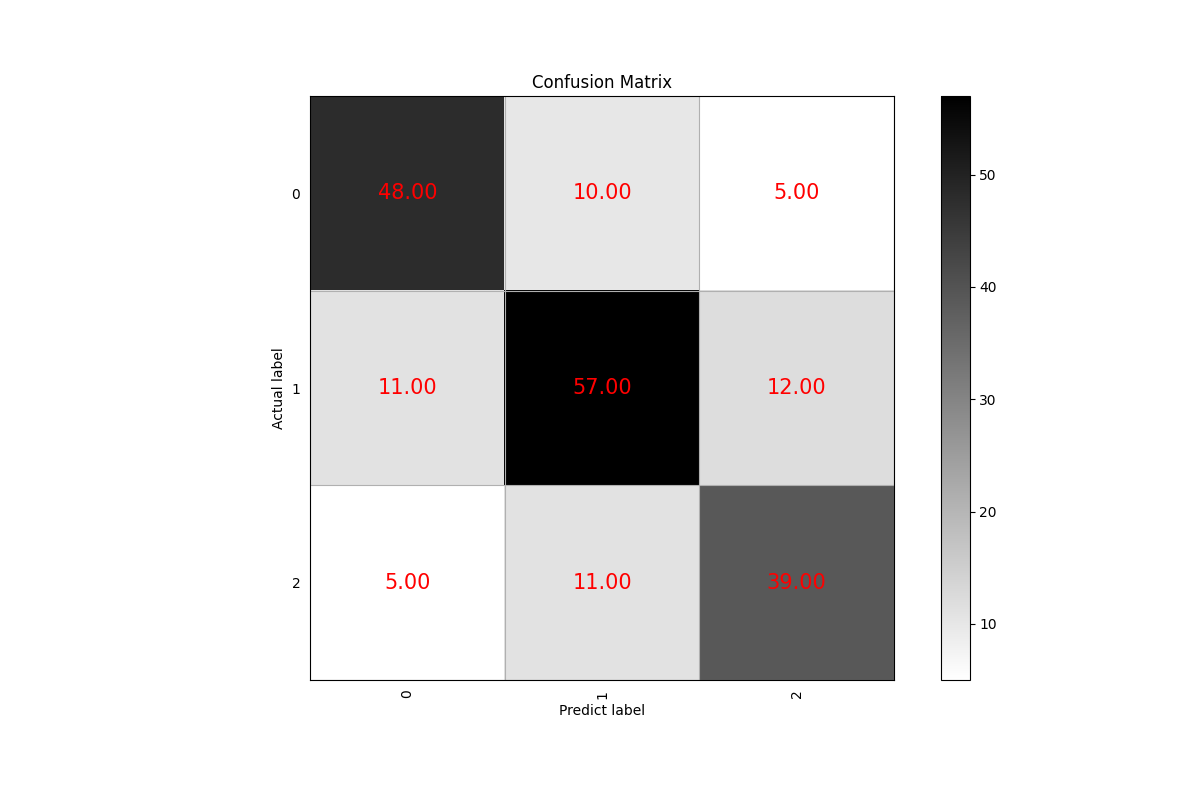 Confusion Matrix
0 48.00 10.00 5.00
Actual label
1 11.00 57.00 12.00
2 5.00 11.00 39.00
0 1 2
Predict label
50
40
30
20
10